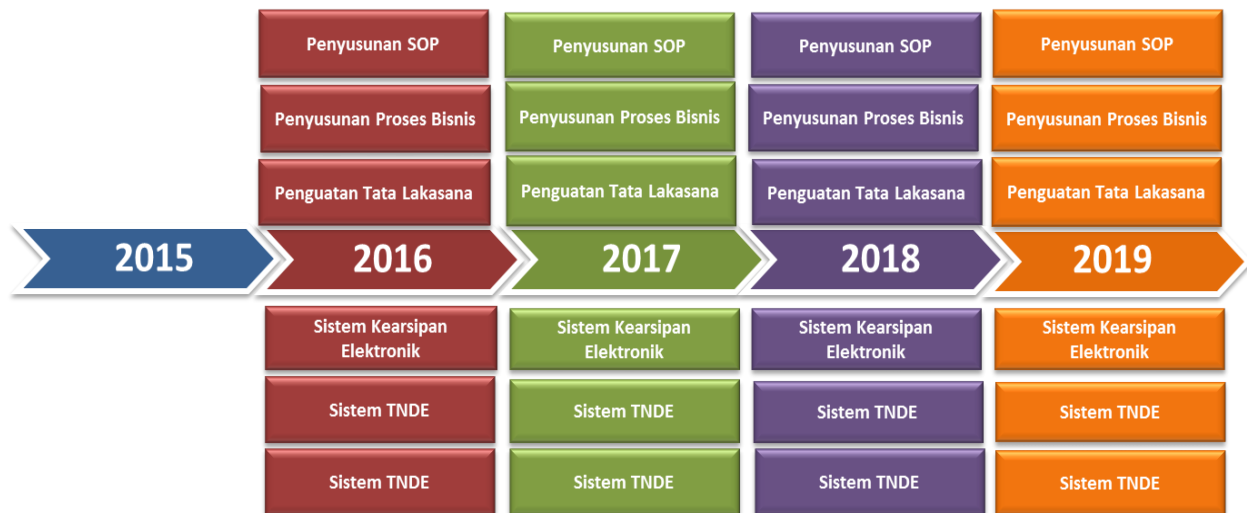 Penyusunan SOP
Penyusunan SOP
Penyusunan SOP
Penyusunan SOP
Penyusunan Proses Bisnis
Penyusunan Proses Bisnis
Penyusunan Proses Bisnis
Penyusunan Proses Bisnis
Penguatan Tata Lakasana
Penguatan Tata Lakasana
Penguatan Tata Lakasana
Penguatan Tata Lakasana
2015
2016
2017
2018
2019
Sistem Kearsipan
Elektronik
Sistem Kearsipan
Elektronik
Sistem Kearsipan
Elektronik
Sistem Kearsipan
Elektronik
Sistem TNDE
Sistem TNDE
Sistem TNDE
Sistem TNDE
Sistem TNDE
Sistem TNDE
Sistem TNDE
Sistem TNDE